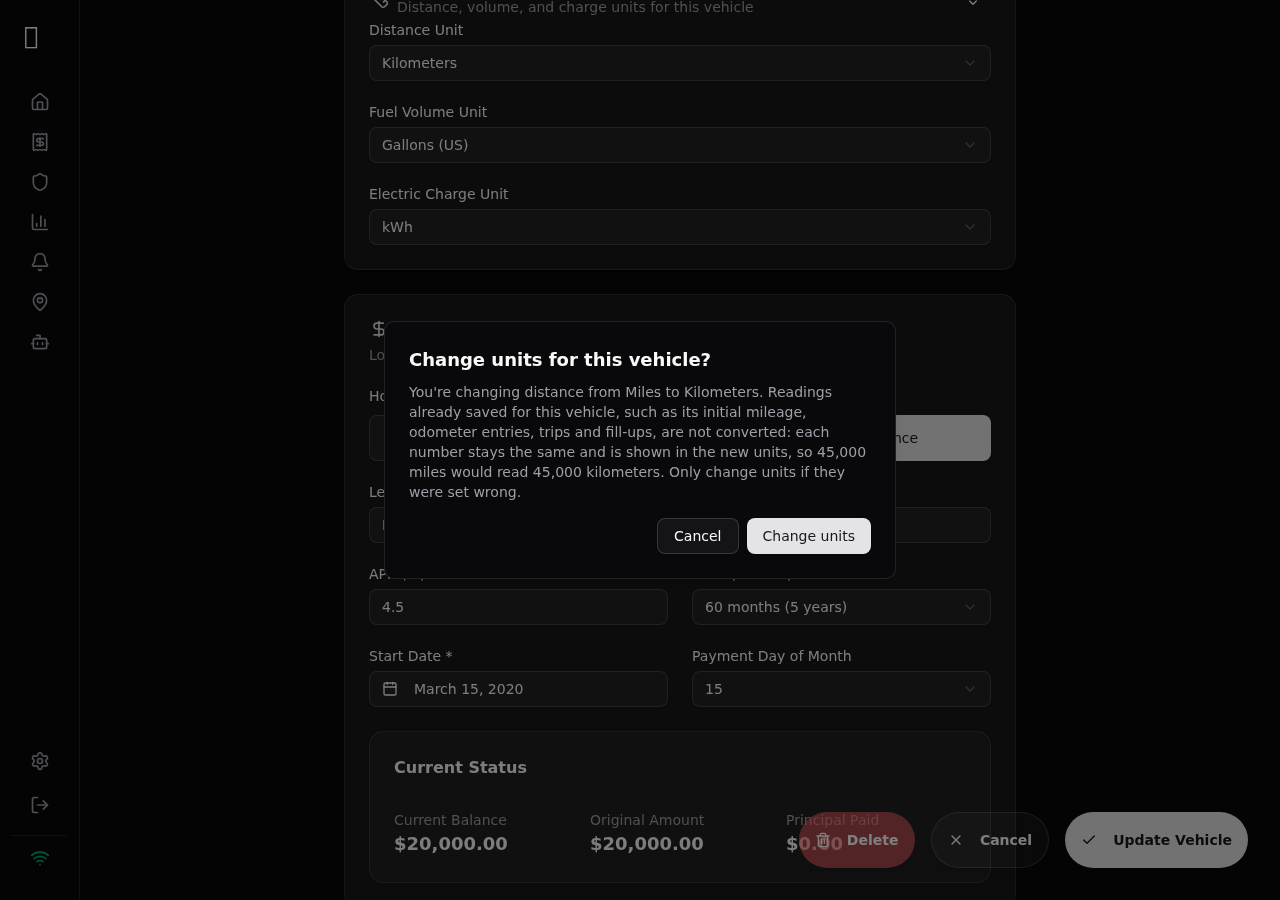 Distance, volume, and charge units for this vehicle
Distance Unit
Kilometers
Fuel Volume Unit
Gallons (US)
Electric Charge Unit
kWh
Change units for this vehicle?
You're changing distance from Miles to Kilometers. Readings
already saved for this vehicle, such as its initial mileage,
odometer entries, trips and fill-ups, are not converted: each
number stays the same and is shown in the new units, so 45,000
miles would read 45,000 kilometers. Only change units if they
were set wrong.
Cancel
Change units
4.5
60 months (5 years)
Start Date *
Payment Day of Month
March 15, 2020
15
Current Status
Current Balance
Original Amount
Principal Paid
$20,000.00
$20,000.00
$0.00
Delete
Cancel
Update Vehicle